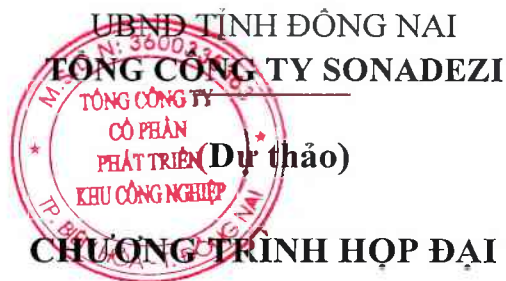 UBND TỈNH ĐỒNG NAI
TỔNG CÔNG TY SONADEZI
TỔNG CÔNG TY
CỔ PHẦN
PHÁT TRIỂN
KHU CÔNG NGHIỆP
(Dự thảo)
CHƯƠNG TRÌNH HỌP ĐẠI